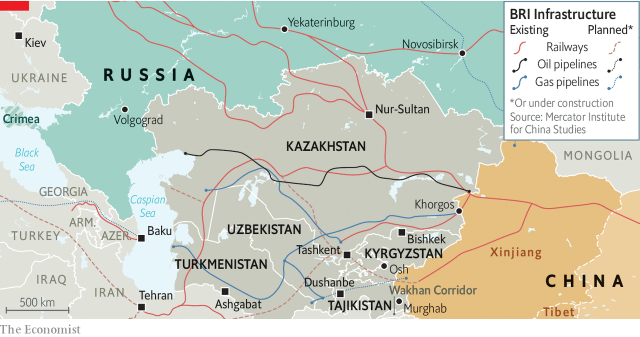 BRI Infrastructure
Existing Planned*
Railways
Oil pipelines
Gas pipelines
*Or under construction
Source: Mercator Institute
for China Studies
Yekaterinburg
Kiev
Novosibirsk
RUSSIA
UKRAINE
Crimea
Volgograd
Nur-Sultan
KAZAKHSTAN
MONGOLIA
Black
Sea
GEORGIA
Caspian
Sea
Khorgos
ARM.
AZER.
Baku
TURKEY
UZBEKISTAN
Bishkek
Tashkent
KYRGYZSTAN
Xinjiang
TURKMENISTAN
Osh
IRAQ
IRAN
Tehran
Ashgabat
Dushanbe
Wakhan Corridor
CHINA
TAJIKISTAN
Murghab
Tibet
500 km
The Economist